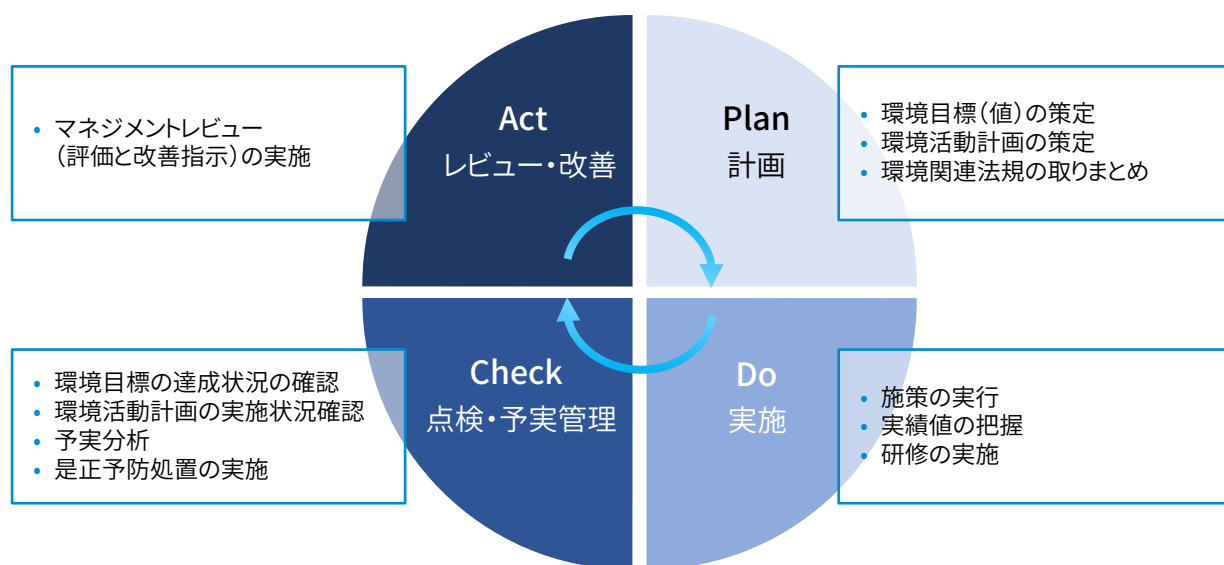 Act
レビュー・改善
• マネジメントレビュー
（評価と改善指示）の実施
Plan
計画
• 環境目標（値）の策定
• 環境活動計画の策定
• 環境関連法規の取りまとめ
Check
点検・予実管理
• 環境目標の達成状況の確認
• 環境活動計画の実施状況確認
• 予実分析
• 是正予防処置の実施
Do
実施
• 施策の実行
• 実績値の把握
• 研修の実施